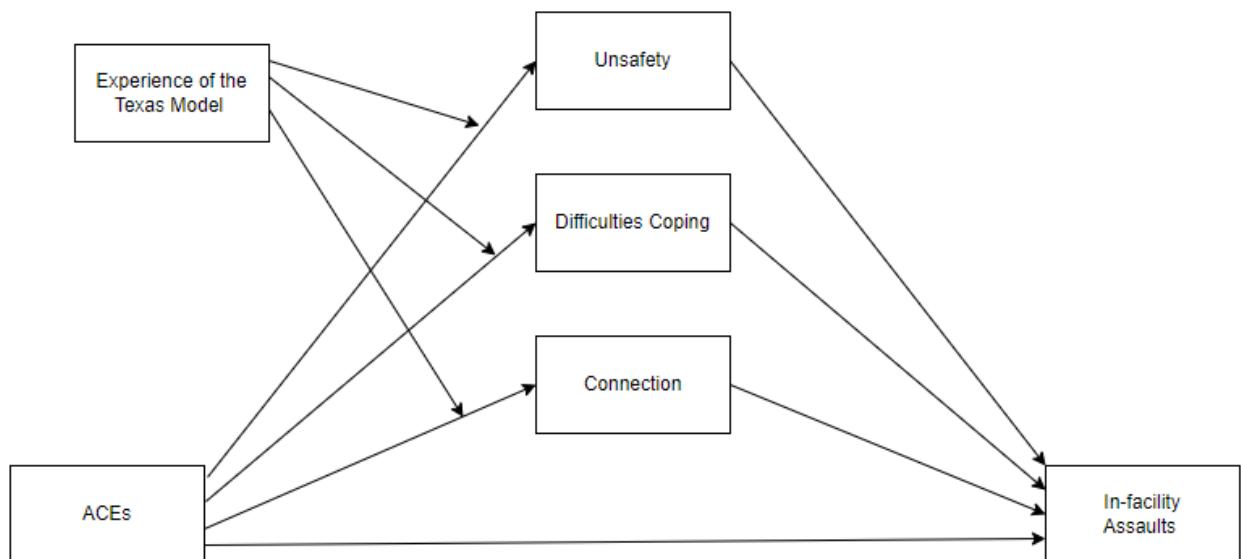 Unsafety
Experience of the
Texas Model
Difficulties Coping
Connection
ACEs
In-facility
Assaults